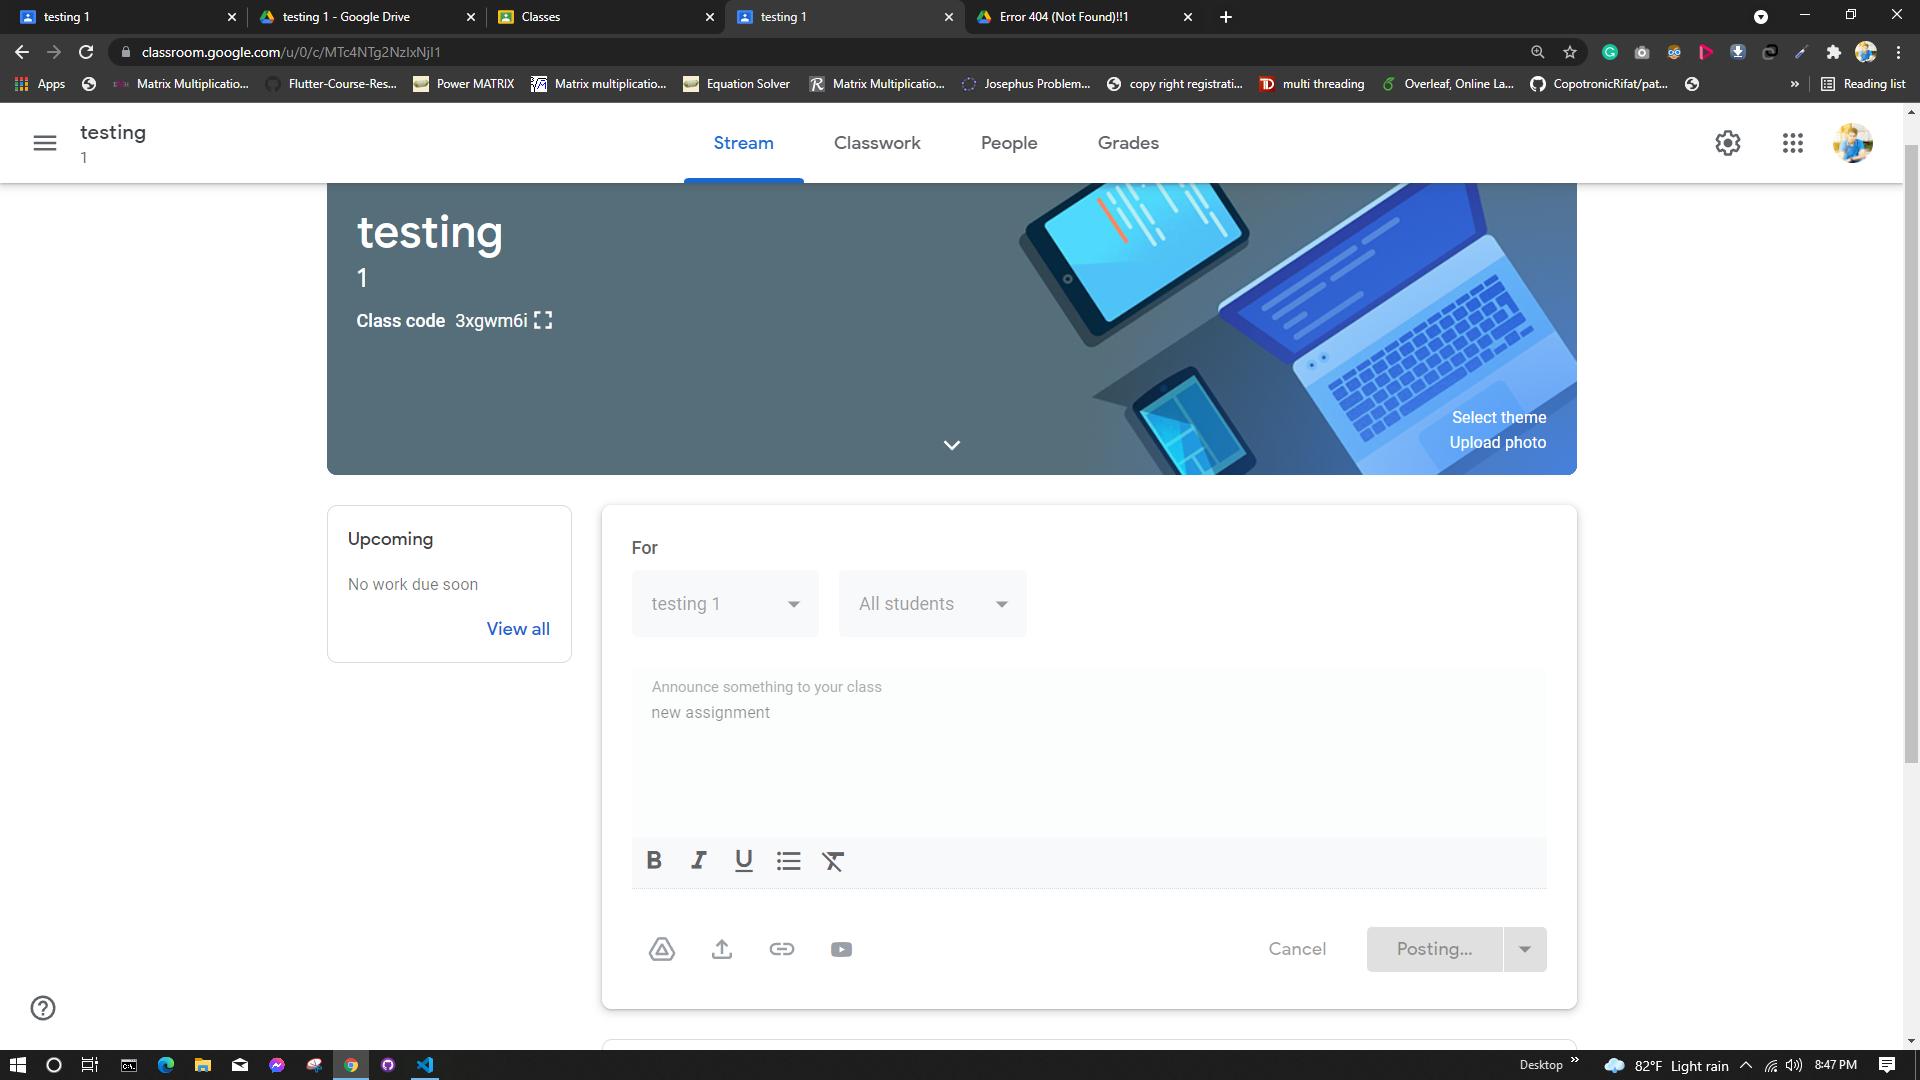 testing 1
testing 1 - Google Drive
Classes
testing 1
Error 404 (Not Found)!!1
classroom.google.com/u/0/c/MTc4NTg2NzIxNjI1
Apps
Matrix Multiplicatio...
Flutter-Course-Res...
Power MATRIX
Matrix multiplicatio...
Equation Solver
Matrix Multiplicatio...
Josephus Problem...
copy right registrati...
multi threading
Overleaf, Online La...
CopotronicRifat/pat...
»
Reading list
testing
1
Stream
Classwork
People
Grades
testing
1
Class code 3xgwm6i
Select theme
Upload photo
Upcoming
No work due soon
View all
For
testing 1
All students
Announce something to your class
new assignment
B I U
Cancel
Posting...
Desktop »
82°F Light rain
8:47 PM